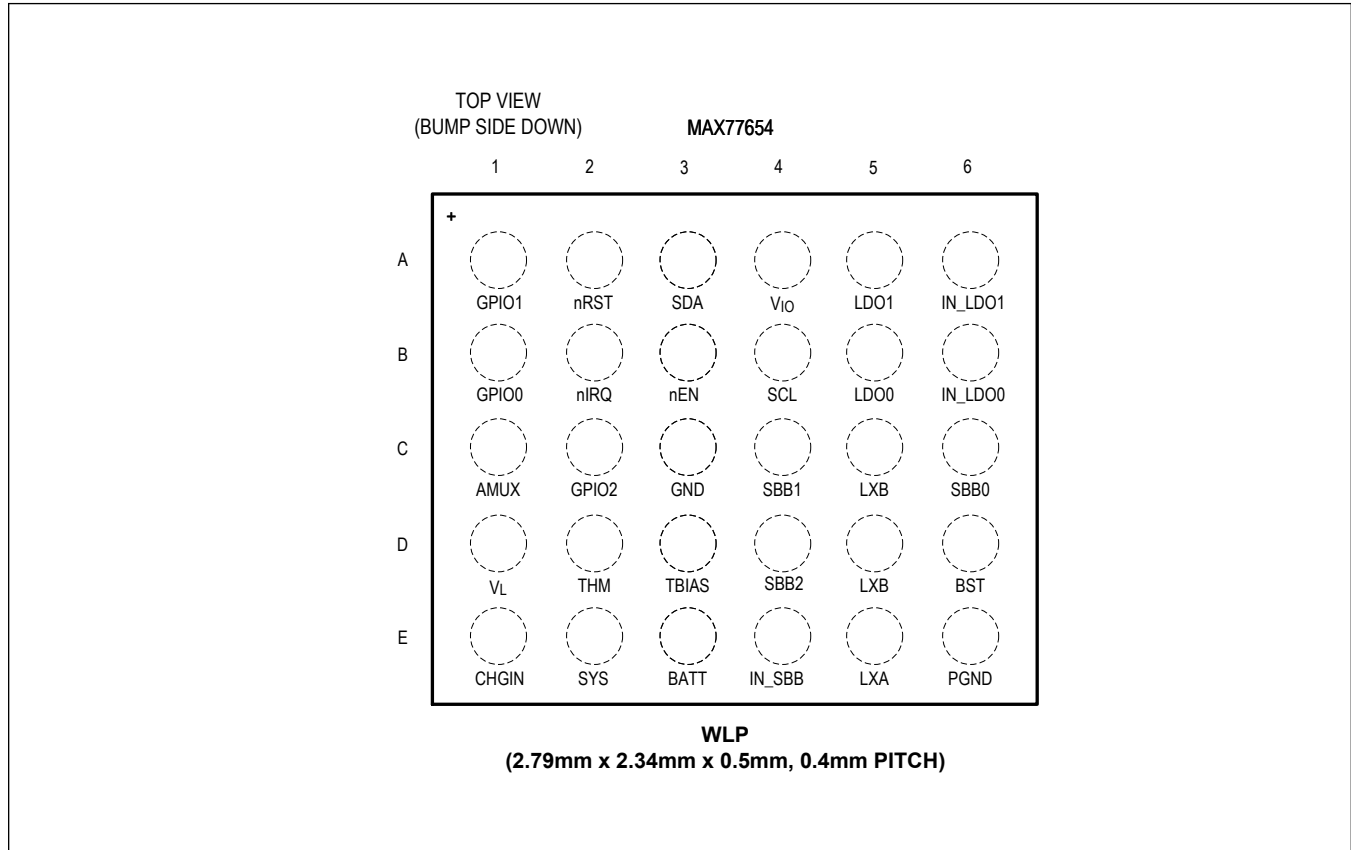 TOP VIEW
(BUMP SIDE DOWN)
MAX77654
1 2 3 4 5 6
+
A
GPIO1 nRST SDA VIO LDO1 IN_LDO1
B
GPIO0 nIRQ nEN SCL LDO0 IN_LDO0
C
AMUX GPIO2 GND SBB1 LXB SBB0
D
VL THM TBIAS SBB2 LXB BST
E
CHGIN SYS BATT IN_SBB LXA PGND
WLP
(2.79mm x 2.34mm x 0.5mm, 0.4mm PITCH)